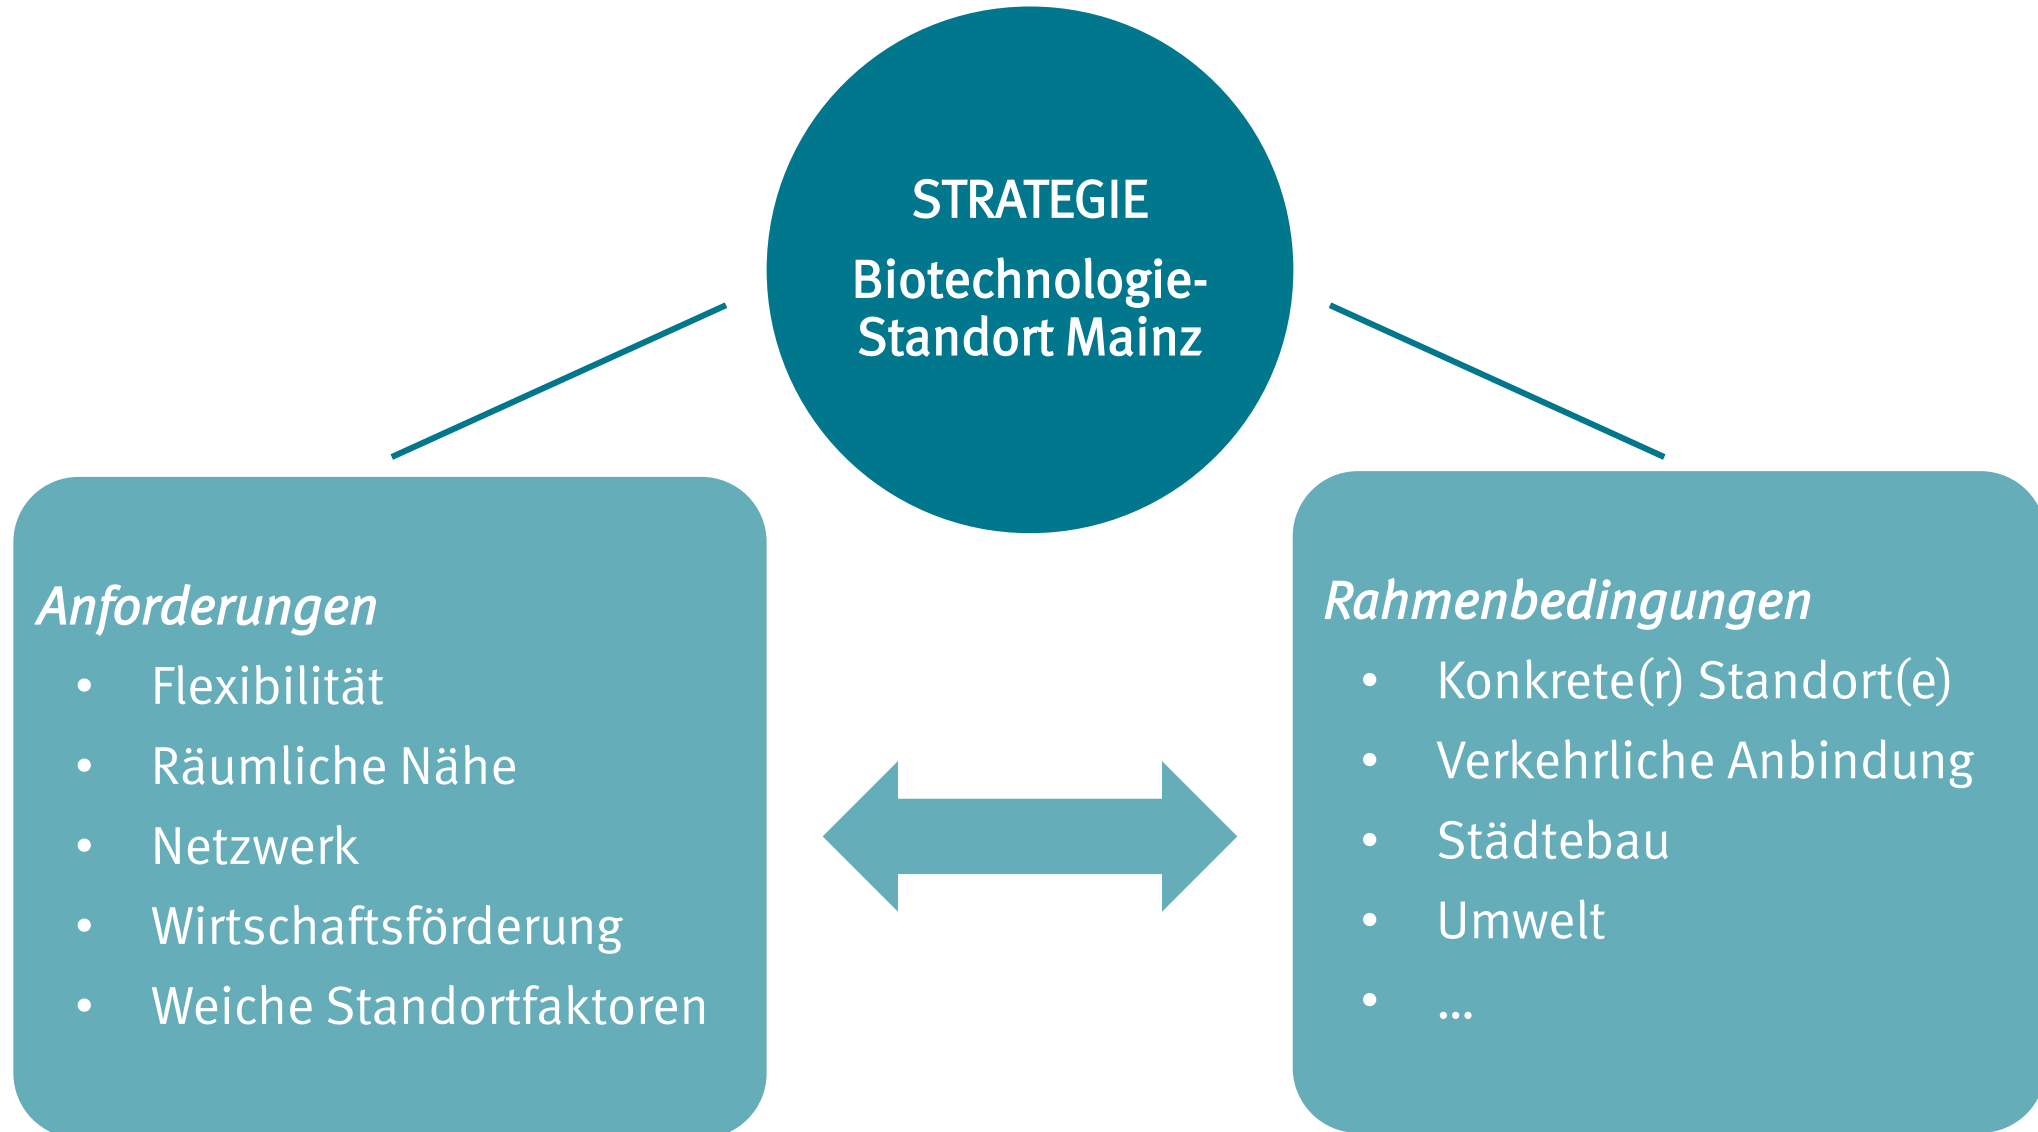 STRATEGIE
Biotechnologie-
Standort Mainz
Anforderungen
• Flexibilität
• Räumliche Nähe
• Netzwerk
• Wirtschaftsförderung
• Weiche Standortfaktoren
Rahmenbedingungen
• Konkrete(r) Standort(e)
• Verkehrliche Anbindung
• Städtebau
• Umwelt
• ...